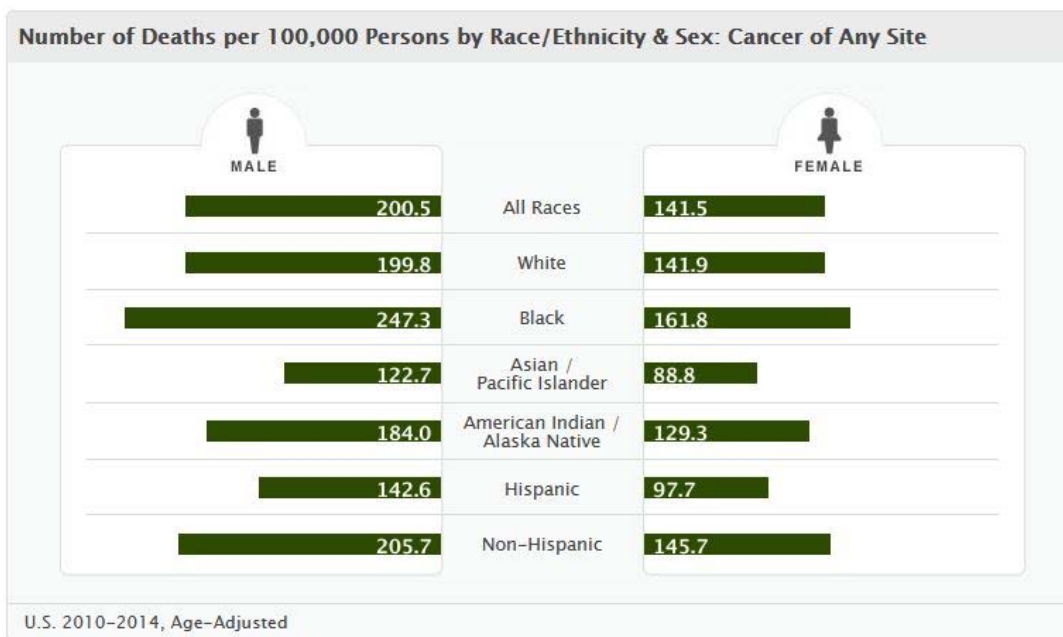 Number of Deaths per 100,000 Persons by Race/Ethnicity & Sex: Cancer of Any Site
MALE
FEMALE
200.5 All Races 141.5
199.8 White 141.9
247.3 Black 161.8
Asian /
122.7 Pacific Islander 88.8
American Indian /
184.0 Alaska Native 129.3
142.6 Hispanic 97.7
205.7 Non-Hispanic 145.7
U.S. 2010-2014, Age-Adjusted